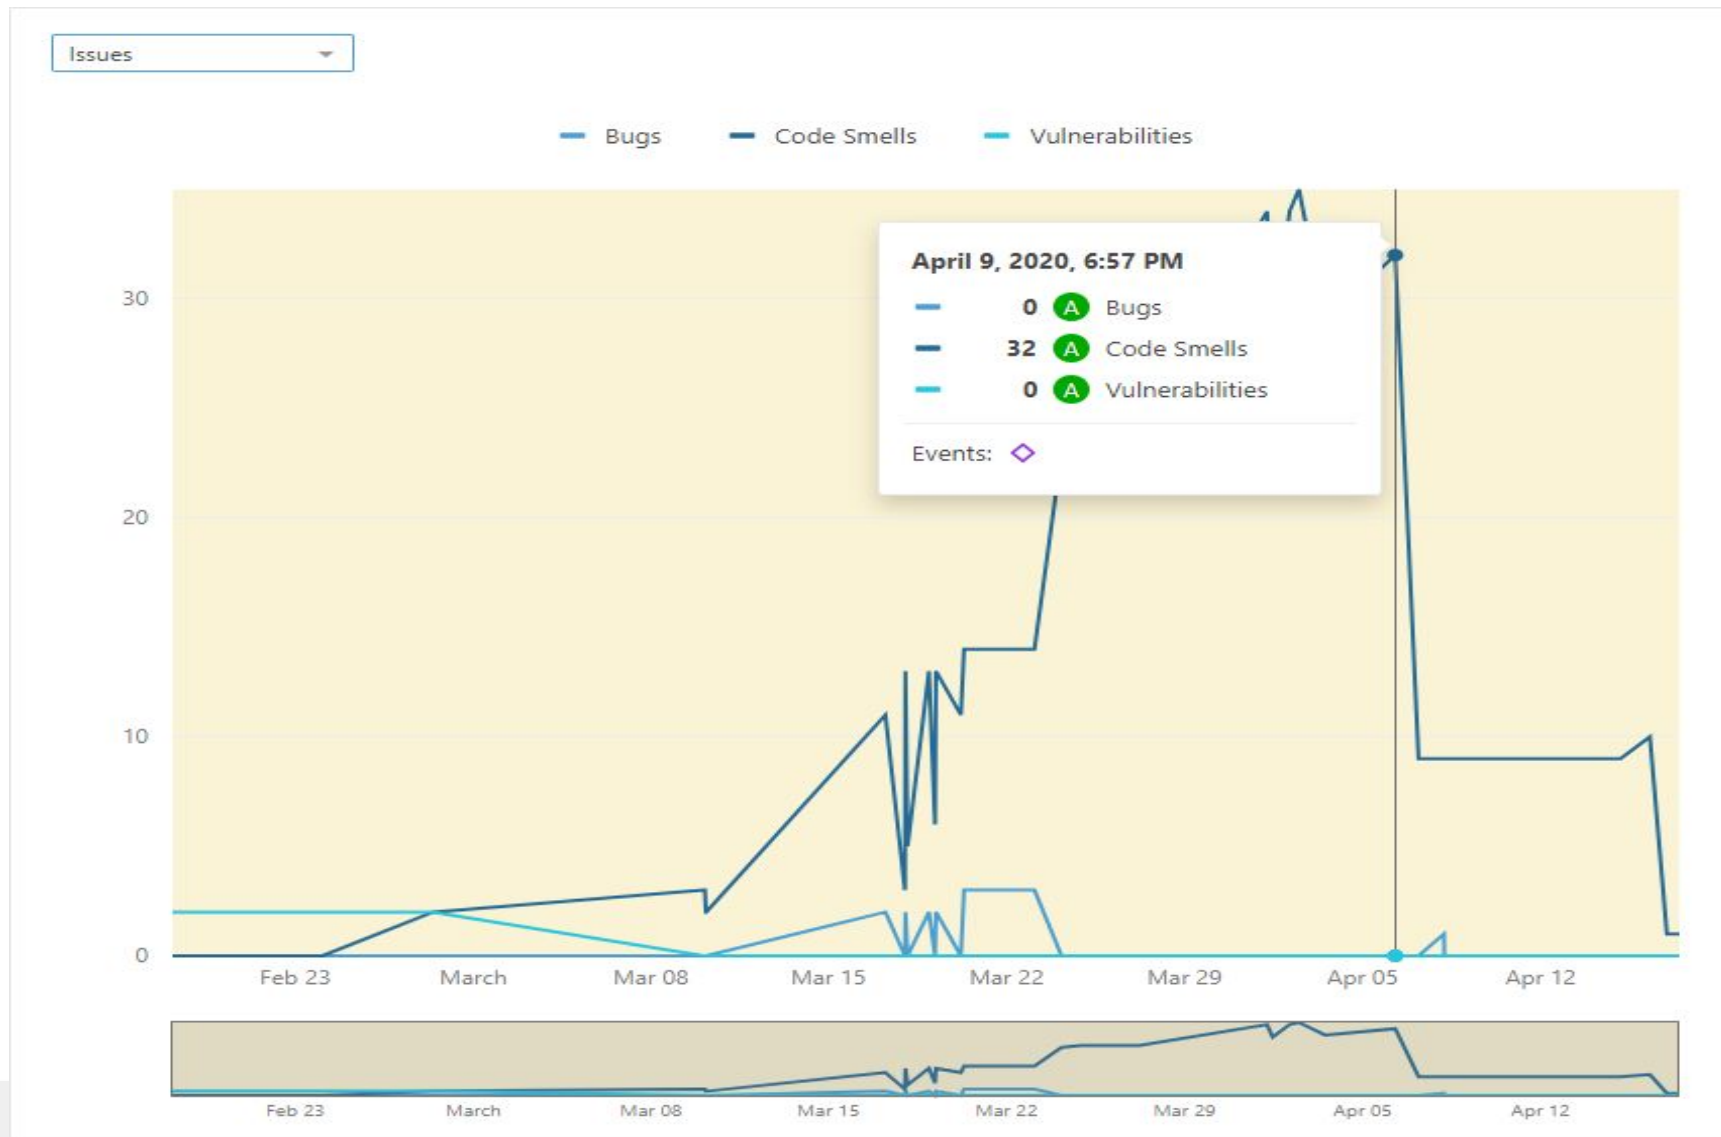 Issues
Bugs Code Smells Vulnerabilities
April 9, 2020, 6:57 PM
0 A Bugs
32 A Code Smells
0 A Vulnerabilities
Events:
30
20
10
0
Feb 23 March Mar 08 Mar 15 Mar 22 Mar 29 Apr 05 Apr 12
Feb 23 March Mar 08 Mar 15 Mar 22 Mar 29 Apr 05 Apr 12